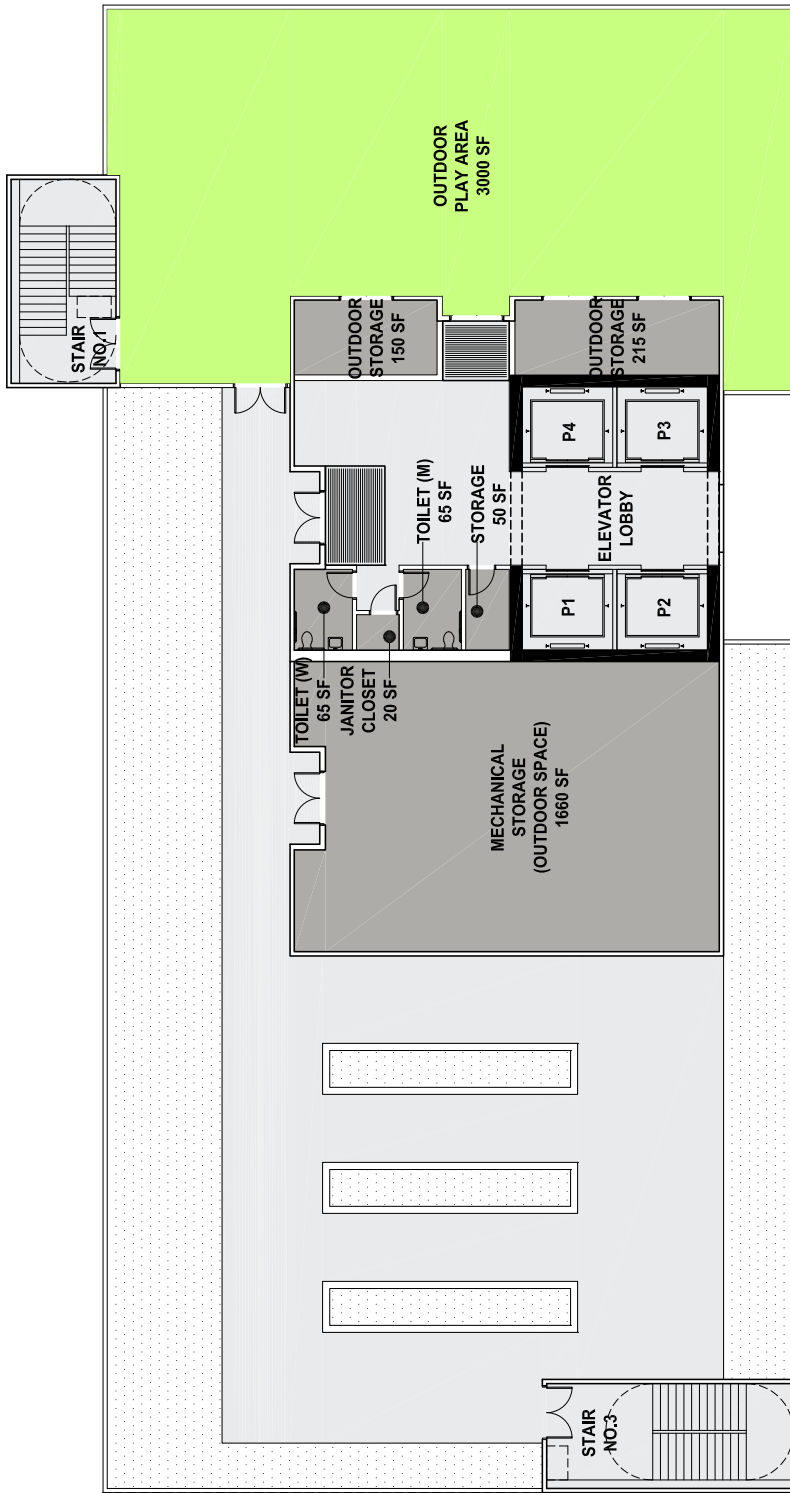 OUTDOOR
PLAY AREA
3000 SF
STAIR
NO.1
OUTDOOR
STORAGE
150 SF
OUTDOOR
STORAGE
215 SF
P4
P3
TOILET (M)
65 SF
STORAGE
50 SF
ELEVATOR
LOBBY
P1
P2
TOILET (W)
65 SF
JANITOR
CLOSET
20 SF
MECHANICAL
STORAGE
(OUTDOOR SPACE)
1660 SF
STAIR
NO.3